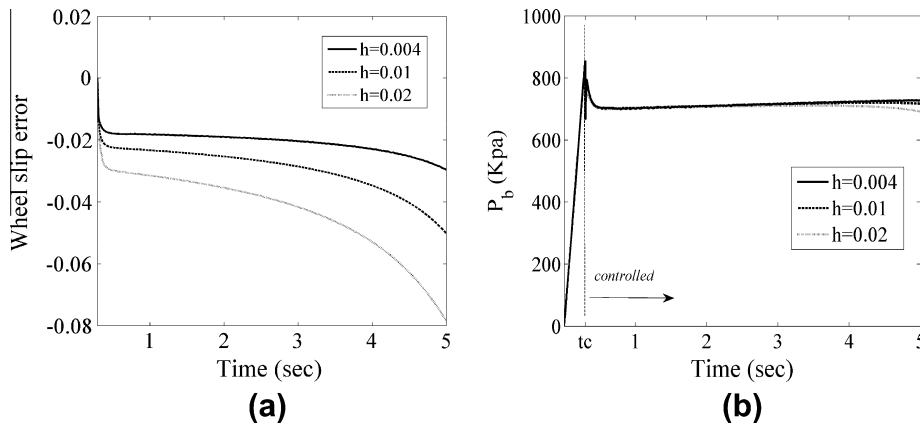 0.02
0
-0.02
-0.04
-0.06
-0.08
Wheel slip error
h=0.004
h=0.01
h=0.02
1
2
3
4
5
Time (sec)
(a)
1000
800
600
400
200
0
P_b (Kpa)
h=0.004
h=0.01
h=0.02
controlled
tc
1
2
3
4
5
Time (sec)
(b)